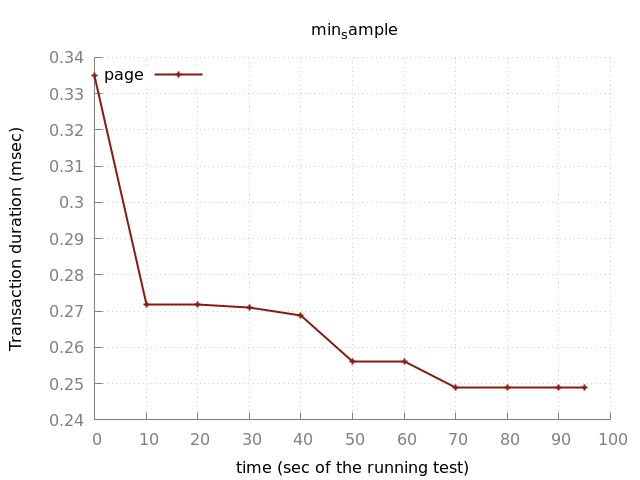 min_sample
page
0.34
0.33
0.32
0.31
0.3
0.29
0.28
0.27
0.26
0.25
0.24
Transaction duration (msec)
0 10 20 30 40 50 60 70 80 90 100
time (sec of the running test)